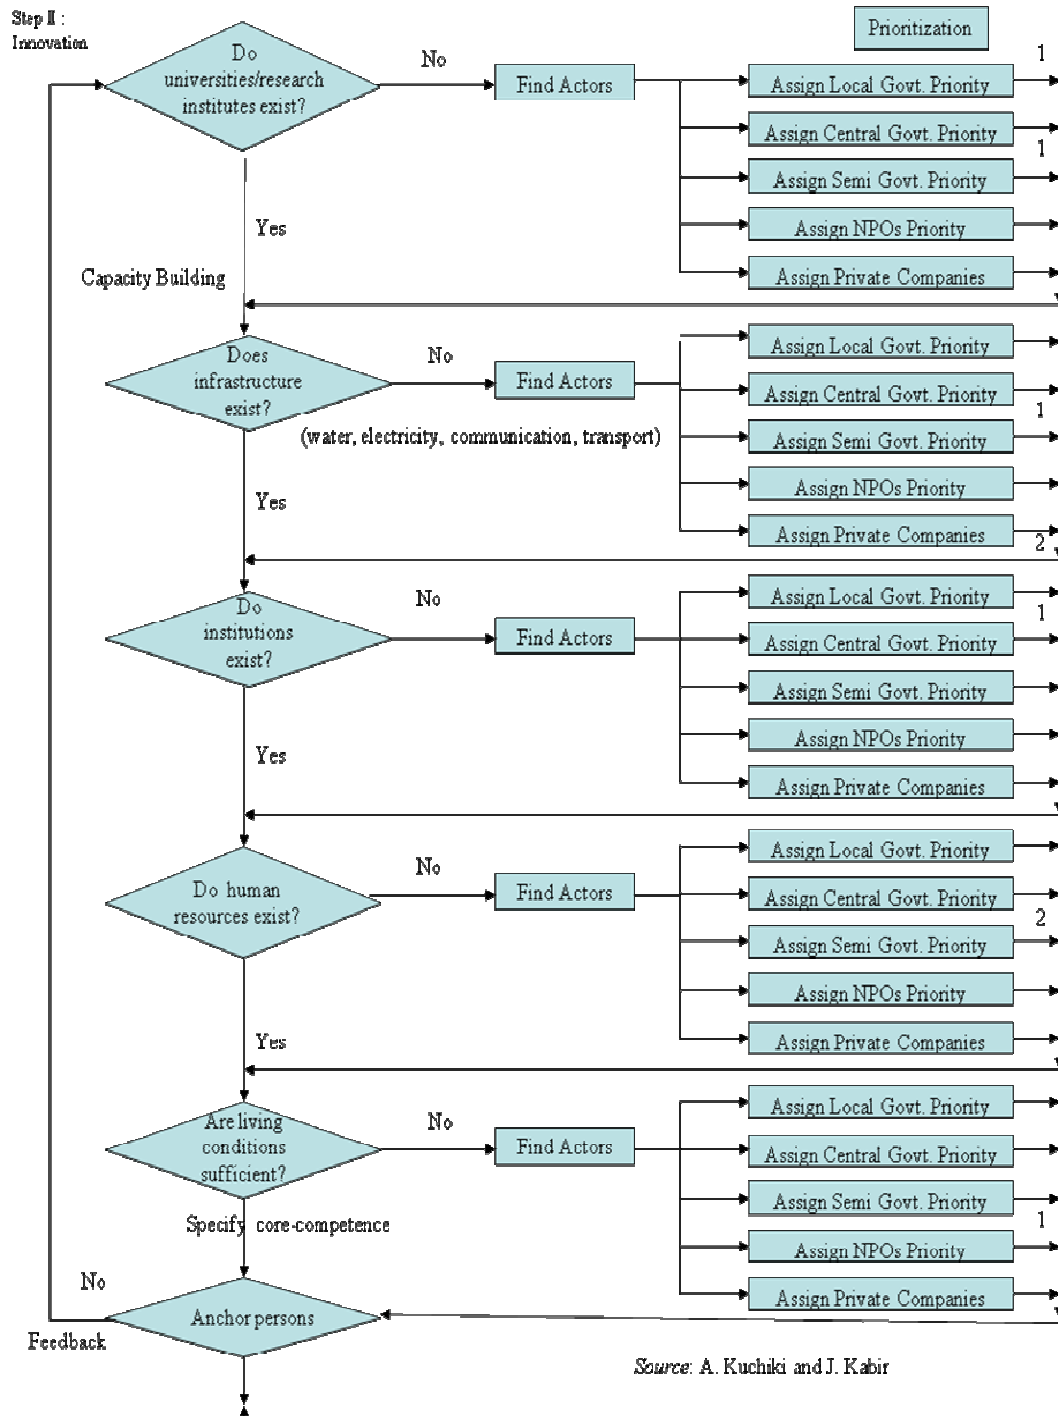 Step II :
Innovation
Prioritization
Do
universities/research
institutes exist?
No
Find Actors
1
Assign Local Govt. Priority
Assign Central Govt. Priority
1
Assign Semi Govt. Priority
Assign NPOs Priority
Assign Private Companies
Yes
Capacity Building
Does
infrastructure
exist?
No
Find Actors
(water, electricity, communication, transport)
Assign Local Govt. Priority
Assign Central Govt. Priority
1
Assign Semi Govt. Priority
Assign NPOs Priority
Assign Private Companies
2
Yes
Do
institutions
exist?
No
Find Actors
Assign Local Govt. Priority
1
Assign Central Govt. Priority
Assign Semi Govt. Priority
Assign NPOs Priority
Assign Private Companies
Yes
Do human
resources exist?
No
Find Actors
Assign Local Govt. Priority
Assign Central Govt. Priority
2
Assign Semi Govt. Priority
Assign NPOs Priority
Assign Private Companies
Yes
Are living
conditions
sufficient?
No
Find Actors
Assign Local Govt. Priority
Assign Central Govt. Priority
Assign Semi Govt. Priority
1
Assign NPOs Priority
Assign Private Companies
Specify core-competence
No
Anchor persons
Feedback
Source: A. Kuchiki and J. Kabir